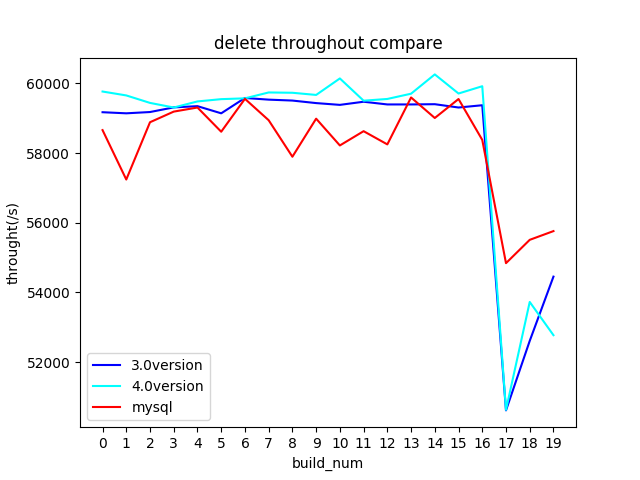 delete throughout compare
throught(/s)
60000
58000
56000
54000
52000
3.0version
4.0version
mysql
0 1 2 3 4 5 6 7 8 9 10 11 12 13 14 15 16 17 18 19
build_num